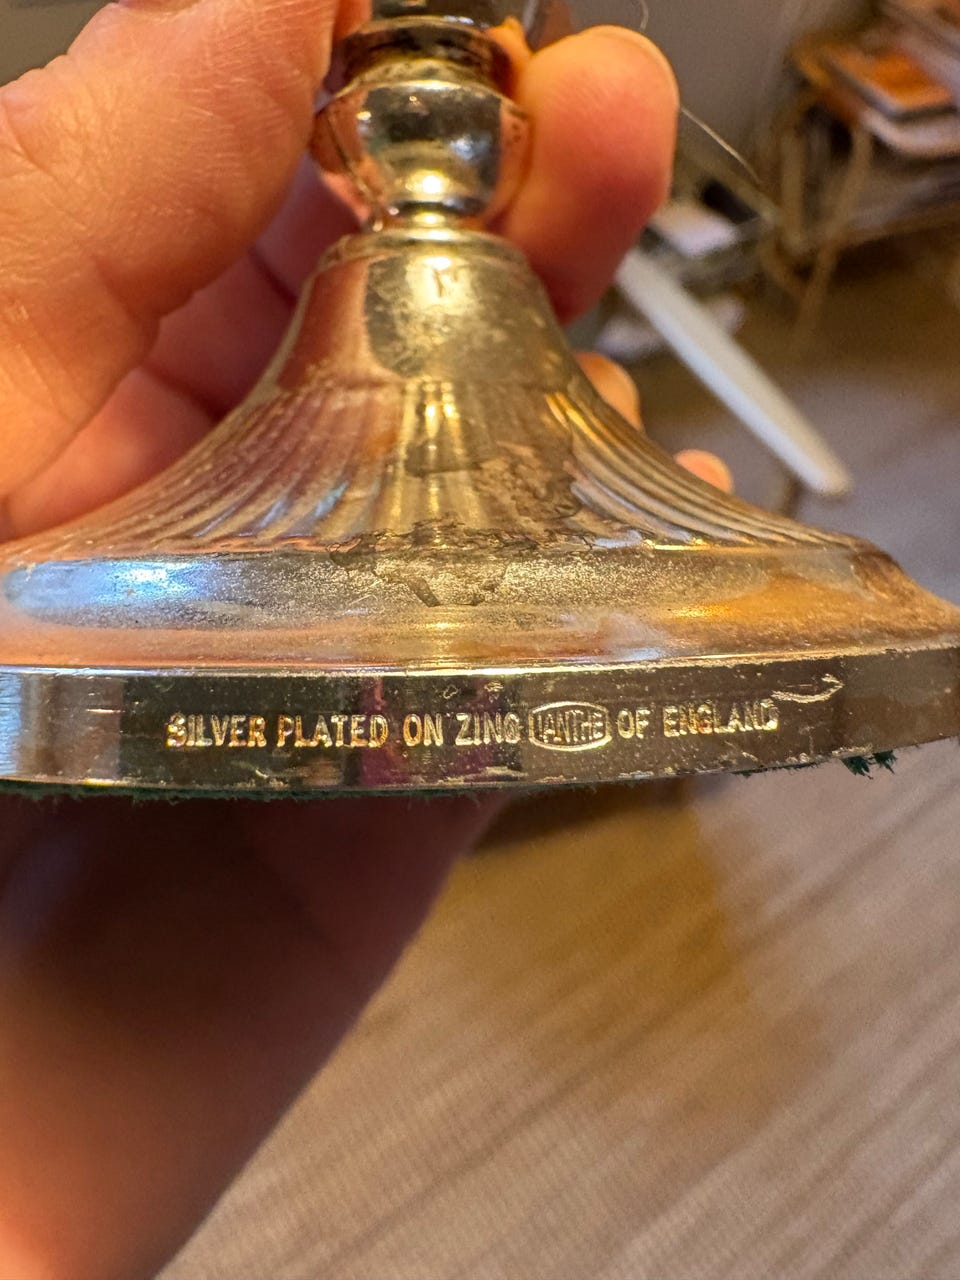 SILVER PLATED ON ZINC IANTHE OF ENGLAND